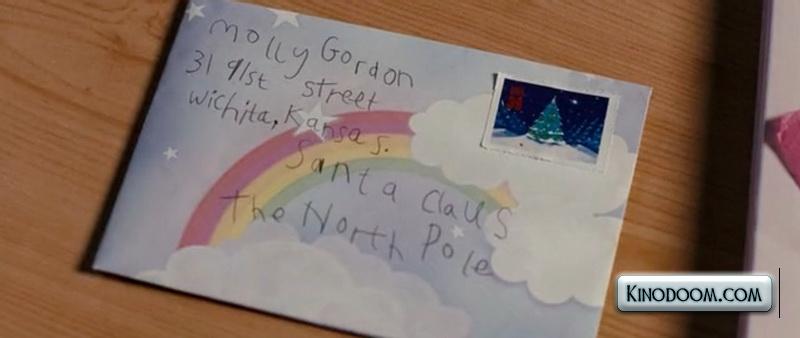 Molly Gordon
31 91st street
Wichita, Kansas.
Santa Claus
The North Pole
KINODOOM.COM